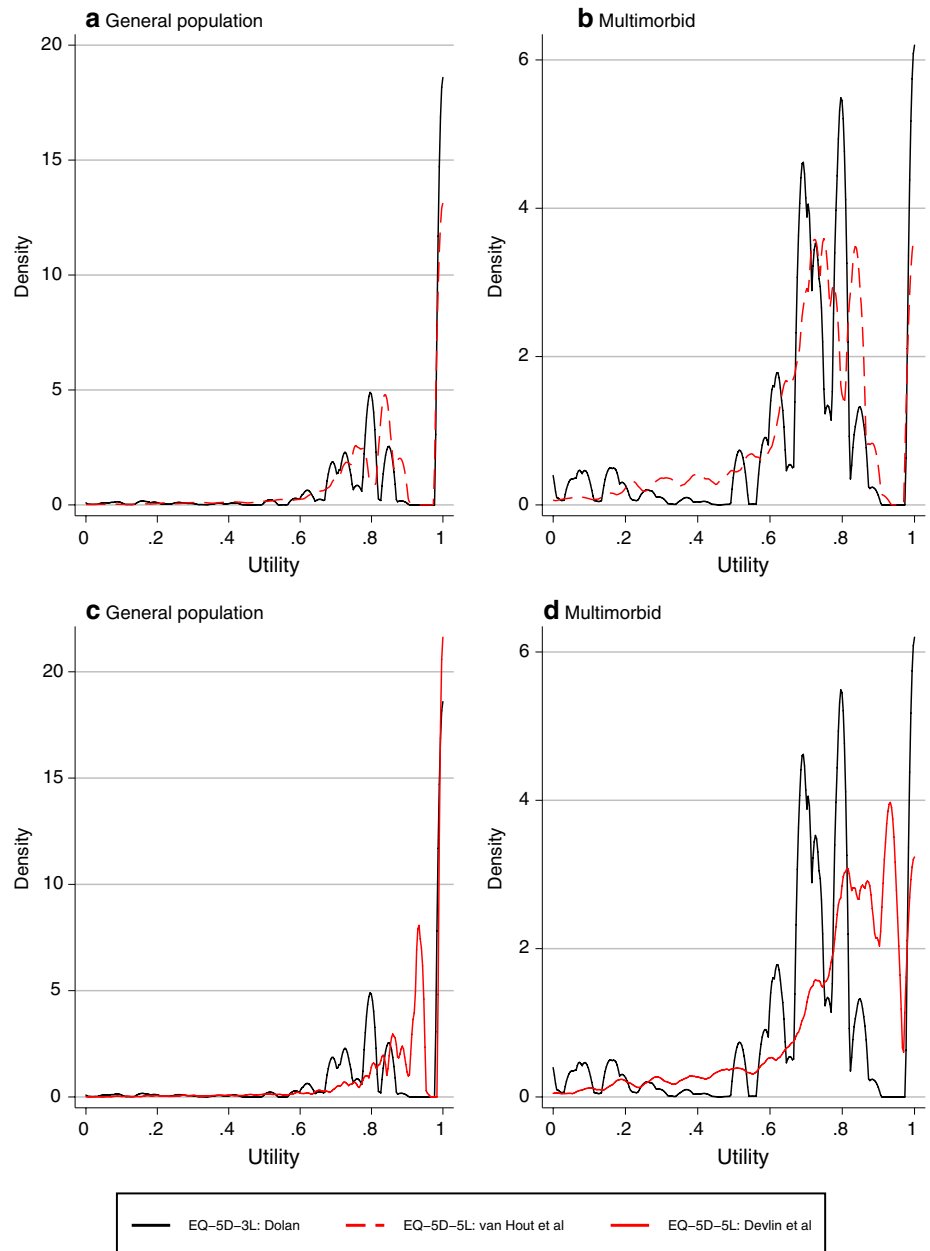 a General population
20
15
10
5
0
Density
0 .2 .4 .6 .8 1
Utility
b Multimorbid
6
4
2
0
Density
0 .2 .4 .6 .8 1
Utility
c General population
20
15
10
5
0
Density
0 .2 .4 .6 .8 1
Utility
d Multimorbid
6
4
2
0
Density
0 .2 .4 .6 .8 1
Utility
EQ−5D−3L: Dolan EQ−5D−5L: van Hout et al EQ−5D−5L: Devlin et al